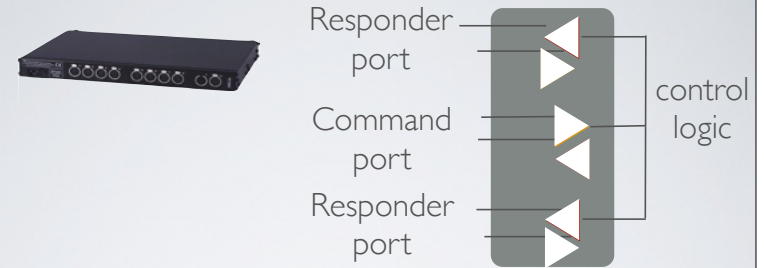 Responder
port
Command
port
Responder
port
control
logic